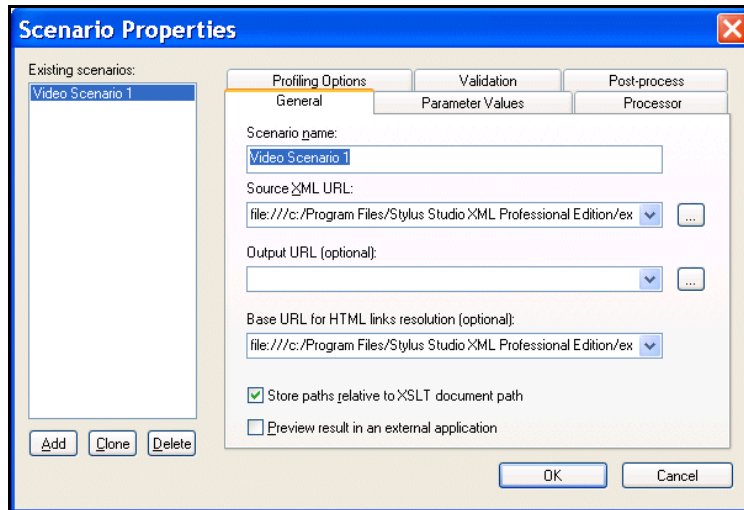 Scenario Properties
Existing scenarios:
Video Scenario 1
Profiling Options Validation Post-process
General Parameter Values Processor
Scenario name:
Video Scenario 1
Source XML URL:
file:///c:/Program Files/Stylus Studio XML Professional Edition/ex
...
Output URL (optional):
...
Base URL for HTML links resolution (optional):
file:///c:/Program Files/Stylus Studio XML Professional Edition/ex
Store paths relative to XSLT document path
Preview result in an external application
Add Clone Delete
OK Cancel